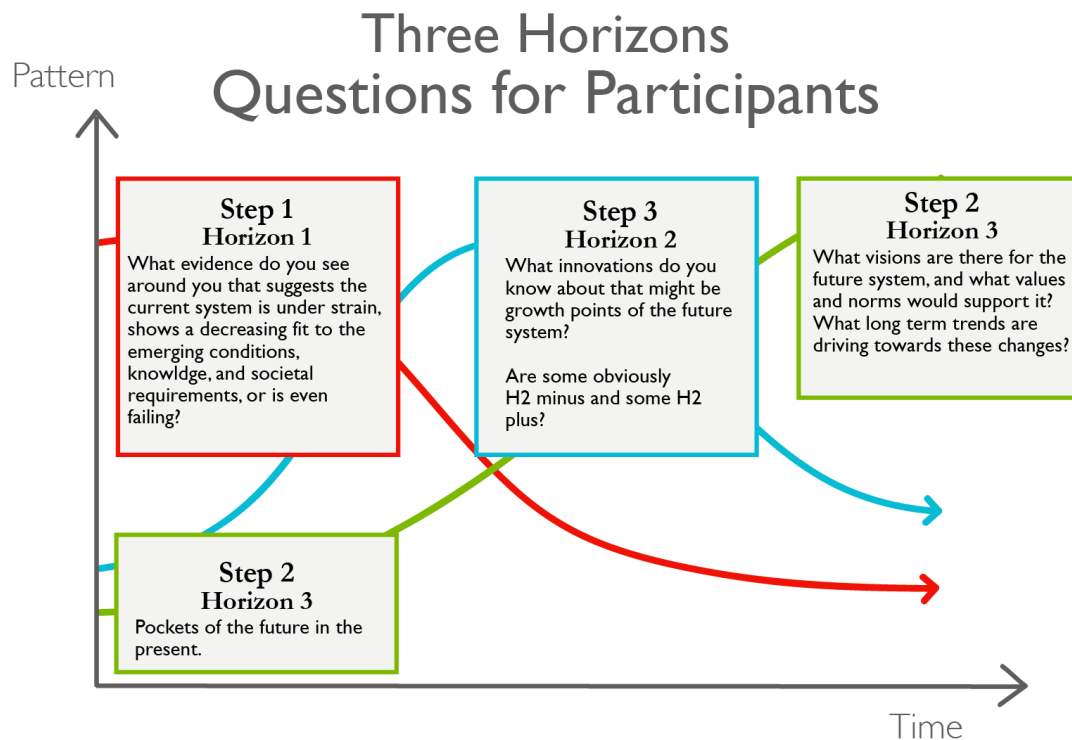 Three Horizons
Questions for Participants
Pattern
Step 1
Horizon 1
What evidence do you see
around you that suggests the
current system is under strain,
shows a decreasing fit to the
emerging conditions,
knowldge, and societal
requirements, or is even
failing?
Step 3
Horizon 2
What innovations do you
know about that might be
growth points of the future
system?
Are some obviously
H2 minus and some H2
plus?
Step 2
Horizon 3
What visions are there for the
future system, and what values
and norms would support it?
What long term trends are
driving towards these changes?
Step 2
Horizon 3
Pockets of the future in the
present.
Time